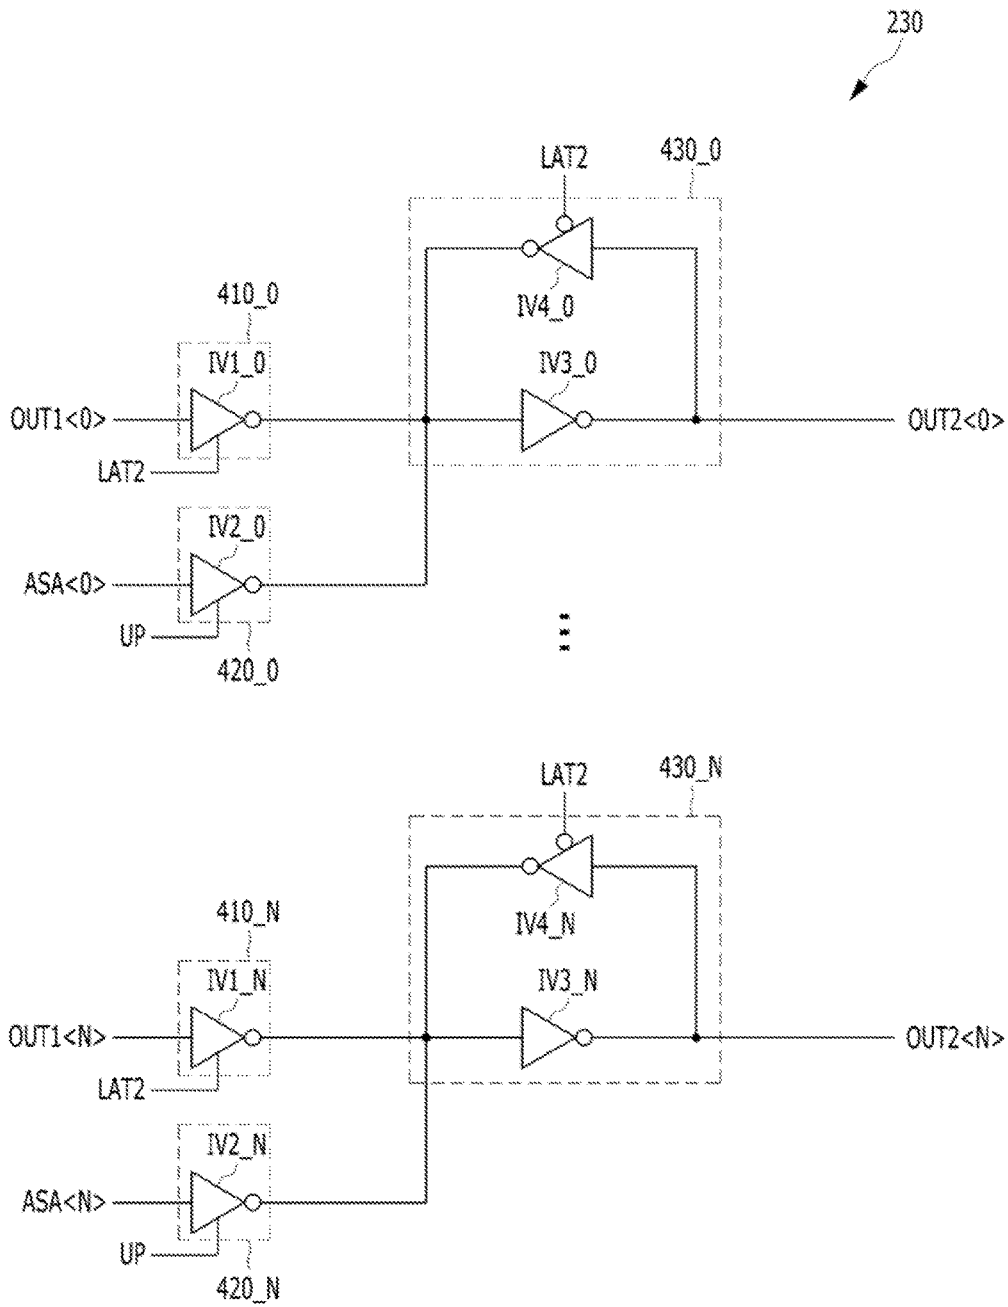 230
LAT2
430_0
IV4_0
410_0
IV1_0
IV3_0
OUT1<0>
OUT2<0>
LAT2
IV2_0
ASA<0>
UP
420_0
LAT2
430_N
IV4_N
410_N
IV1_N
IV3_N
OUT1<N>
OUT2<N>
LAT2
IV2_N
ASA<N>
UP
420_N